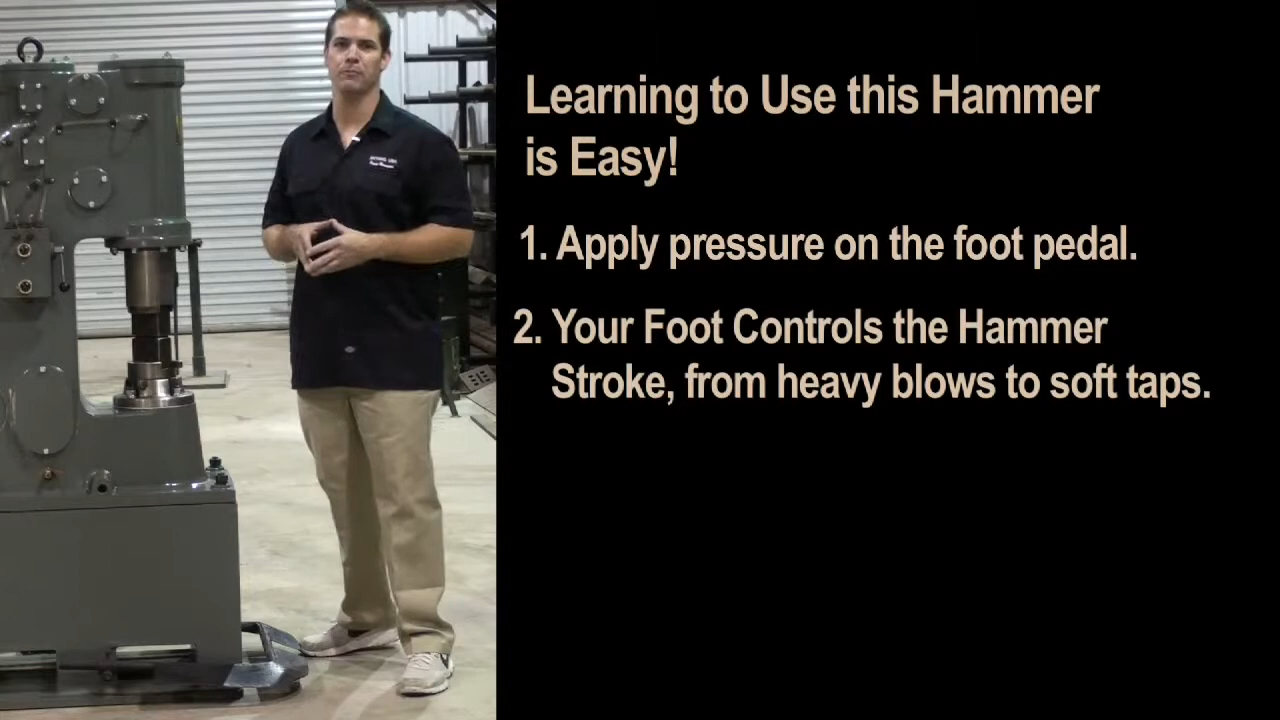 Learning to Use this Hammer
is Easy!
1. Apply pressure on the foot pedal.
2. Your Foot Controls the Hammer
Stroke, from heavy blows to soft taps.